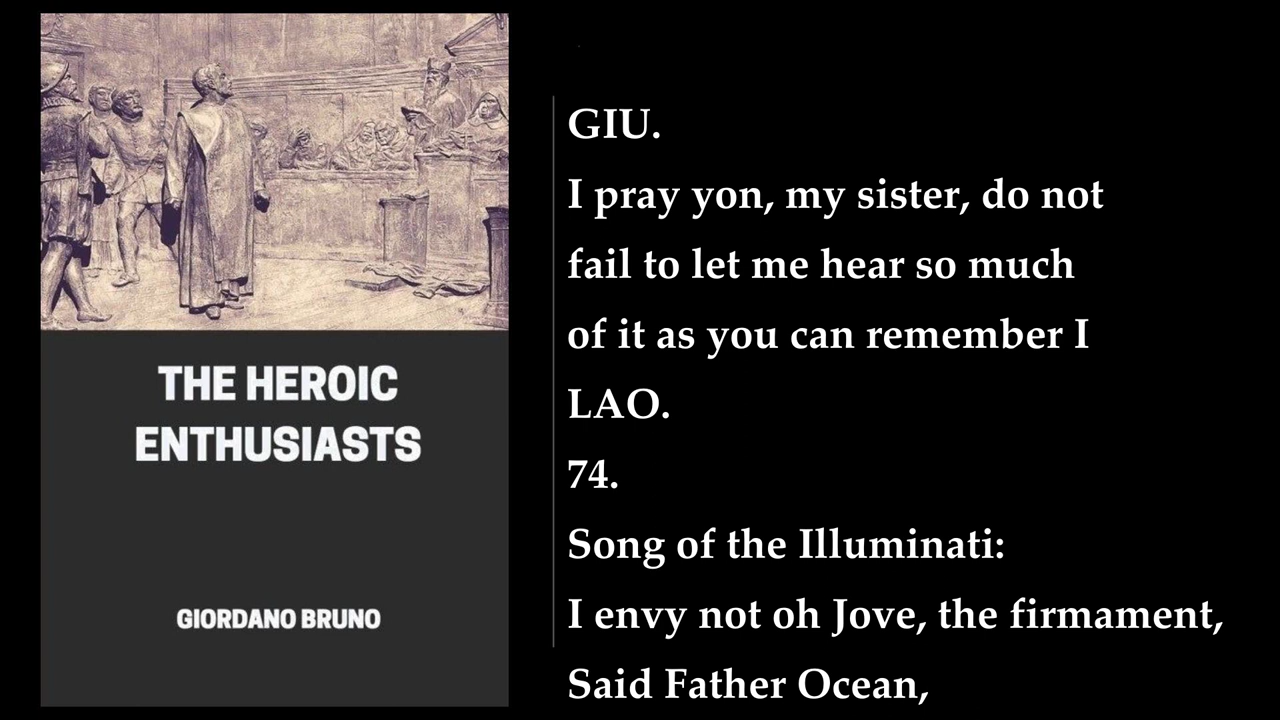 THE HEROIC
ENTHUSIASTS
GIORDANO BRUNO
GIU.
I pray yon, my sister, do not
fail to let me hear so much
of it as you can remember I
LAO.
74.
Song of the Illuminati:
I envy not oh Jove, the firmament,
Said Father Ocean,